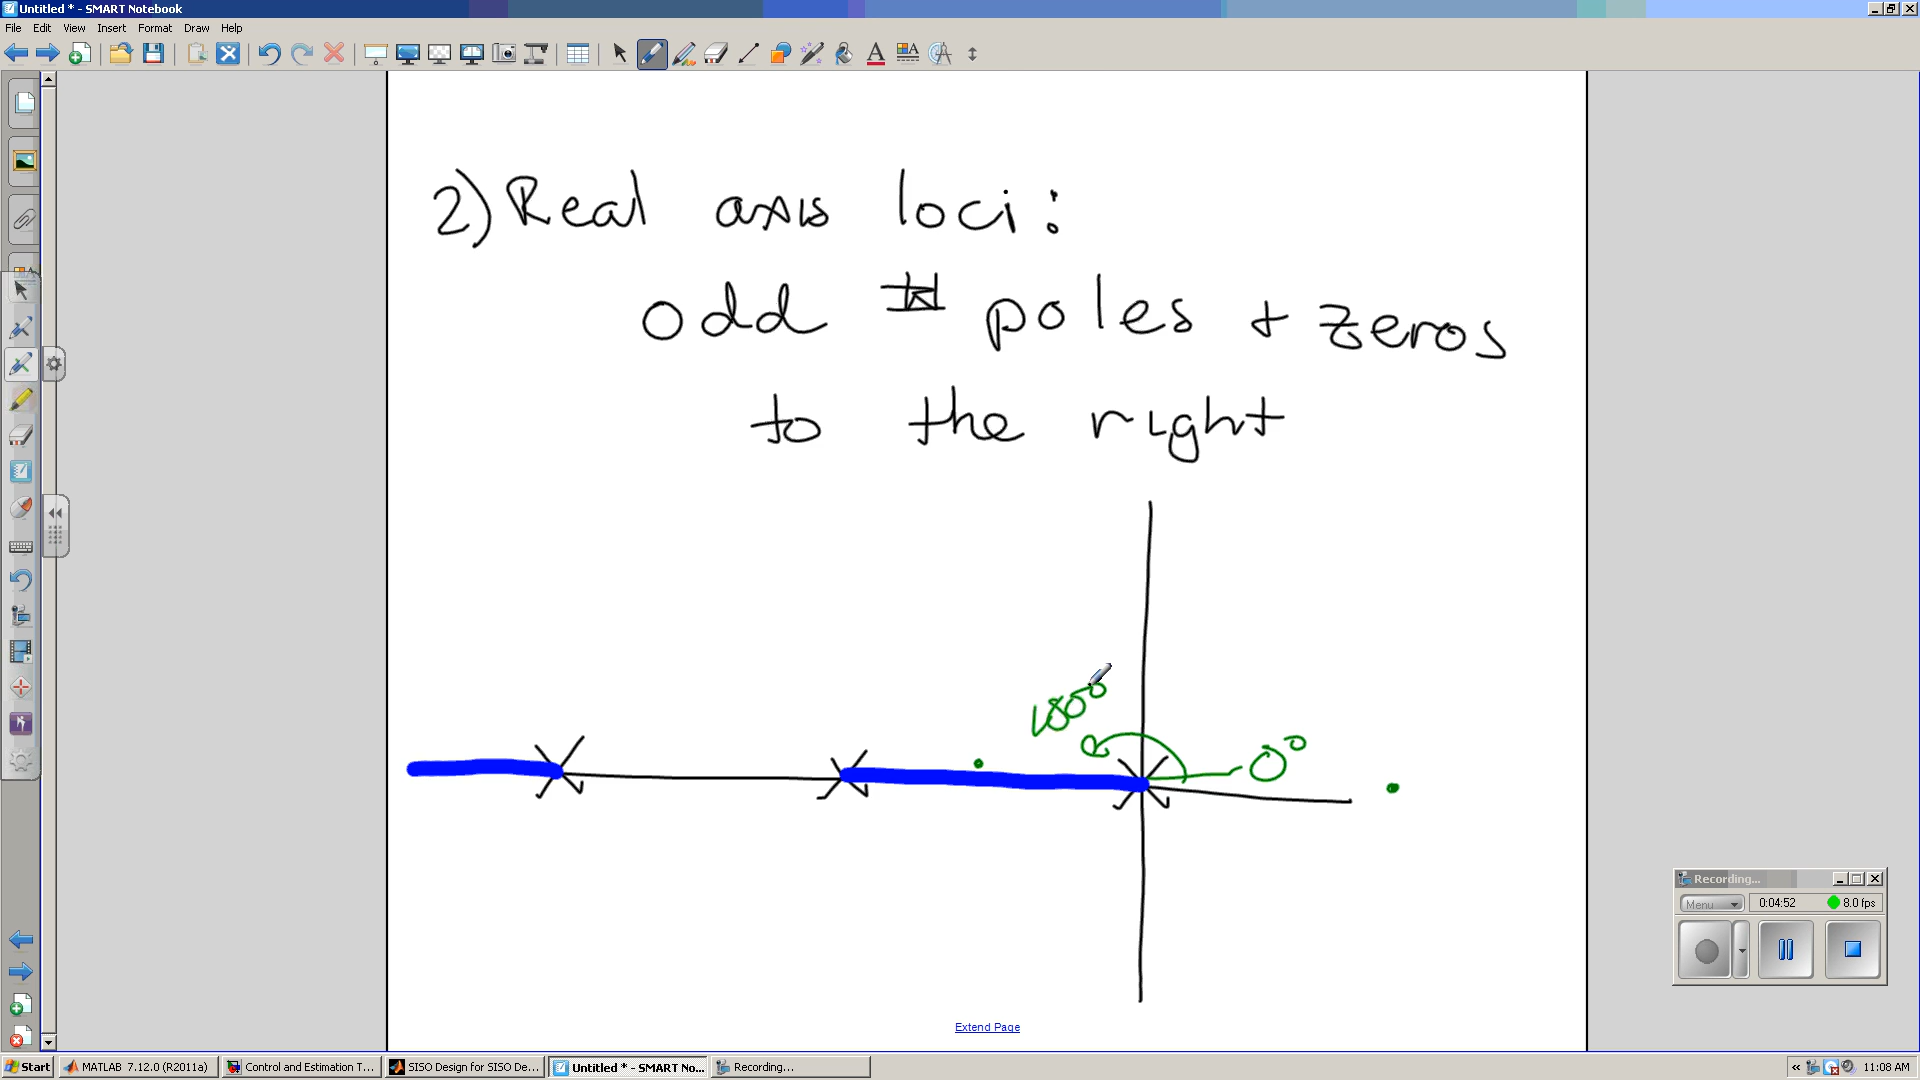 Untitled * - SMART Notebook
File Edit View Insert Format Draw Help
2) Real axis loci:
odd # poles + zeros
to the right
180°
0°
Extend Page
Recording...
Menu 0:04:52 8.0 fps
Start MATLAB 7.12.0 (R2011a) Control and Estimation T... SISO Design for SISO De... Untitled * - SMART No... Recording... « 11:08 AM